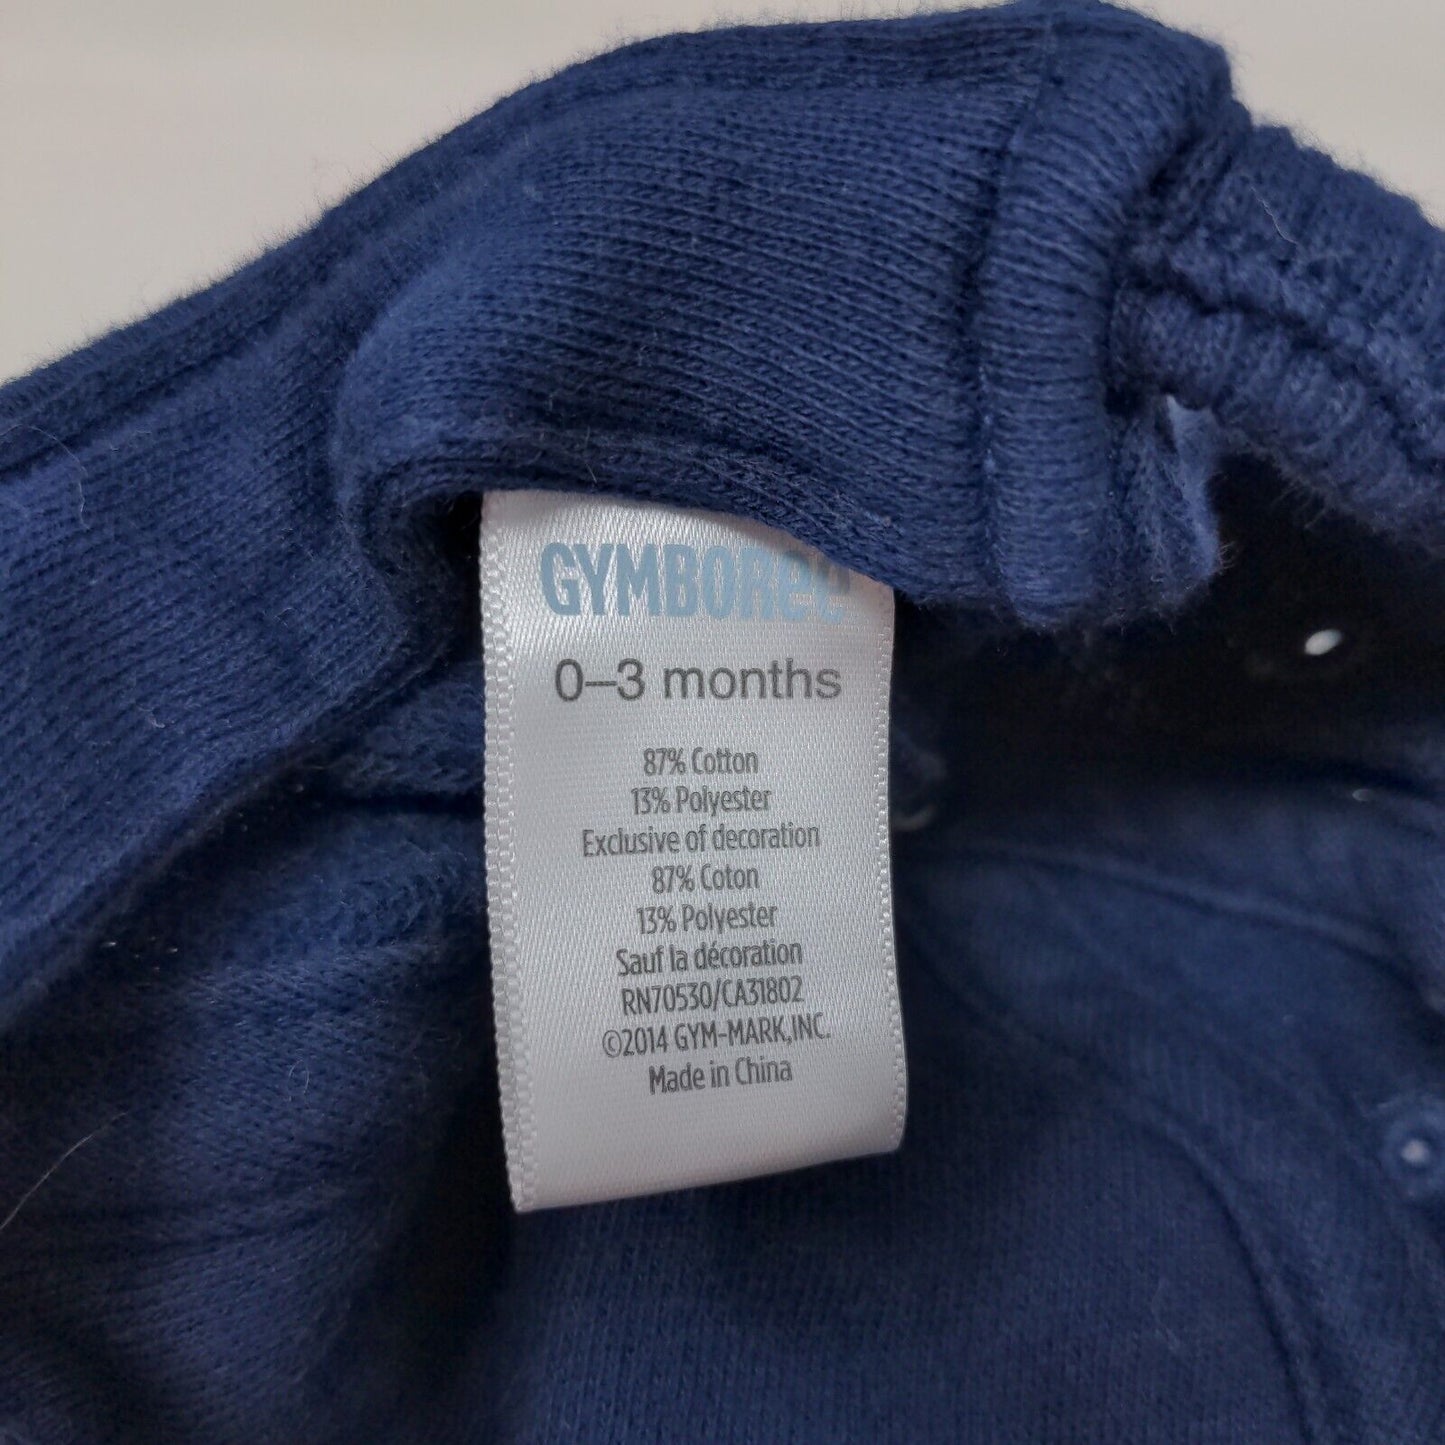 GYMBOREE
0–3 months
87% Cotton
13% Polyester
Exclusive of decoration
87% Coton
13% Polyester
Sauf la décoration
RN70530/CA31802
©2014 GYM-MARK,INC.
Made in China